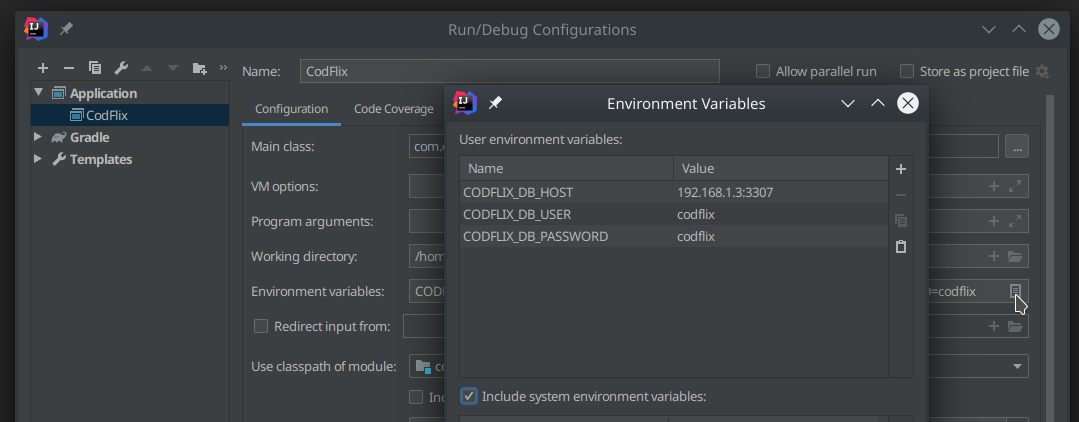 Run/Debug Configurations
Name: CodFlix Allow parallel run Store as project file
Application
CodFlix
Gradle
Templates
Configuration Code Coverage
Main class: com. ...
VM options:
Program arguments:
Working directory: /hom
Environment variables: COD =codflix
Redirect input from:
Use classpath of module: co
Inc
Environment Variables
User environment variables:
Name Value
CODFLIX_DB_HOST 192.168.1.3:3307
CODFLIX_DB_USER codflix
CODFLIX_DB_PASSWORD codflix
Include system environment variables: